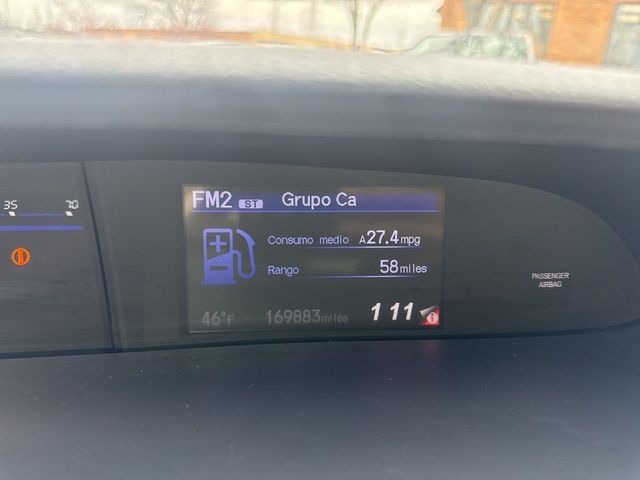 FM2 ST Grupo Ca
35 70
Consumo medio A27.4mpg
Rango 58miles
PASSENGER
AIRBAG
46°F 169883miles 111